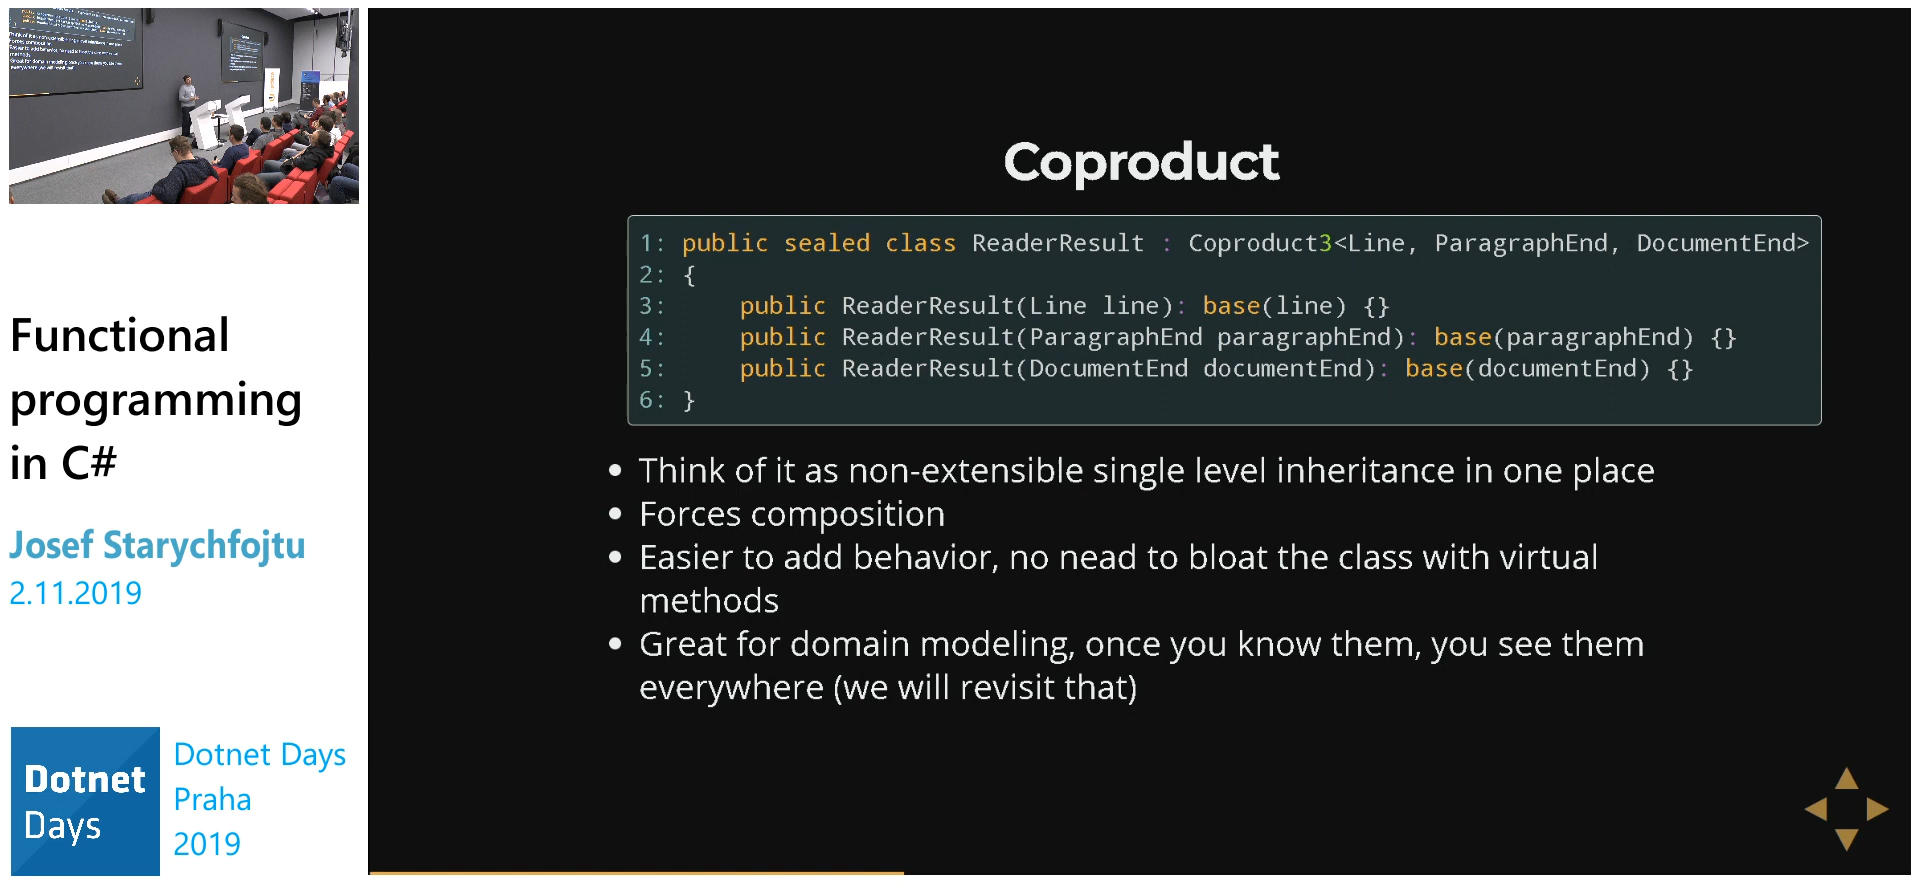 Functional
programming
in C#
Josef Starychfojtu
2.11.2019
Dotnet
Days
Dotnet Days
Praha
2019
Coproduct
1: public sealed class ReaderResult : Coproduct3<Line, ParagraphEnd, DocumentEnd>
2: {
3:     public ReaderResult(Line line): base(line) {}
4:     public ReaderResult(ParagraphEnd paragraphEnd): base(paragraphEnd) {}
5:     public ReaderResult(DocumentEnd documentEnd): base(documentEnd) {}
6: }
• Think of it as non-extensible single level inheritance in one place
• Forces composition
• Easier to add behavior, no nead to bloat the class with virtual
methods
• Great for domain modeling, once you know them, you see them
everywhere (we will revisit that)